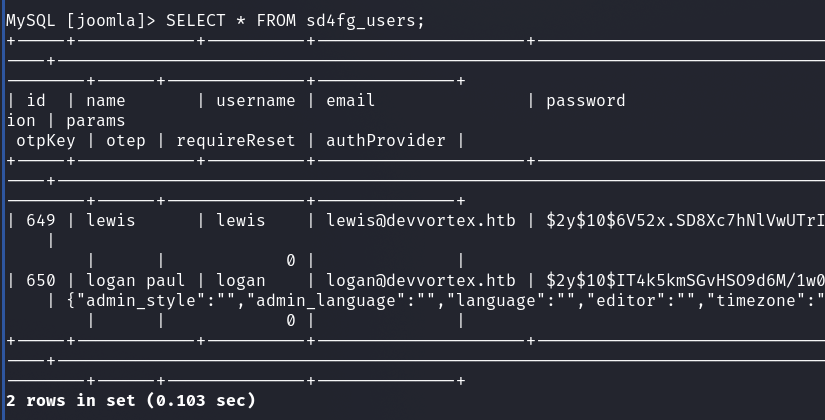 MySQL [joomla]> SELECT * FROM sd4fg_users;
| id | name | username | email | password
ion | params
otpKey | otep | requireReset | authProvider |
| 649 | lewis | lewis | lewis@devvortex.htb | $2y$10$6V52x.SD8Xc7hNlVwUTrI
|
| | 0 | |
| 650 | logan paul | logan | logan@devvortex.htb | $2y$10$IT4k5kmSGvHSO9d6M/1w0
| {"admin_style":"","admin_language":"","language":"","editor":"","timezone":"
| | 0 | |
2 rows in set (0.103 sec)